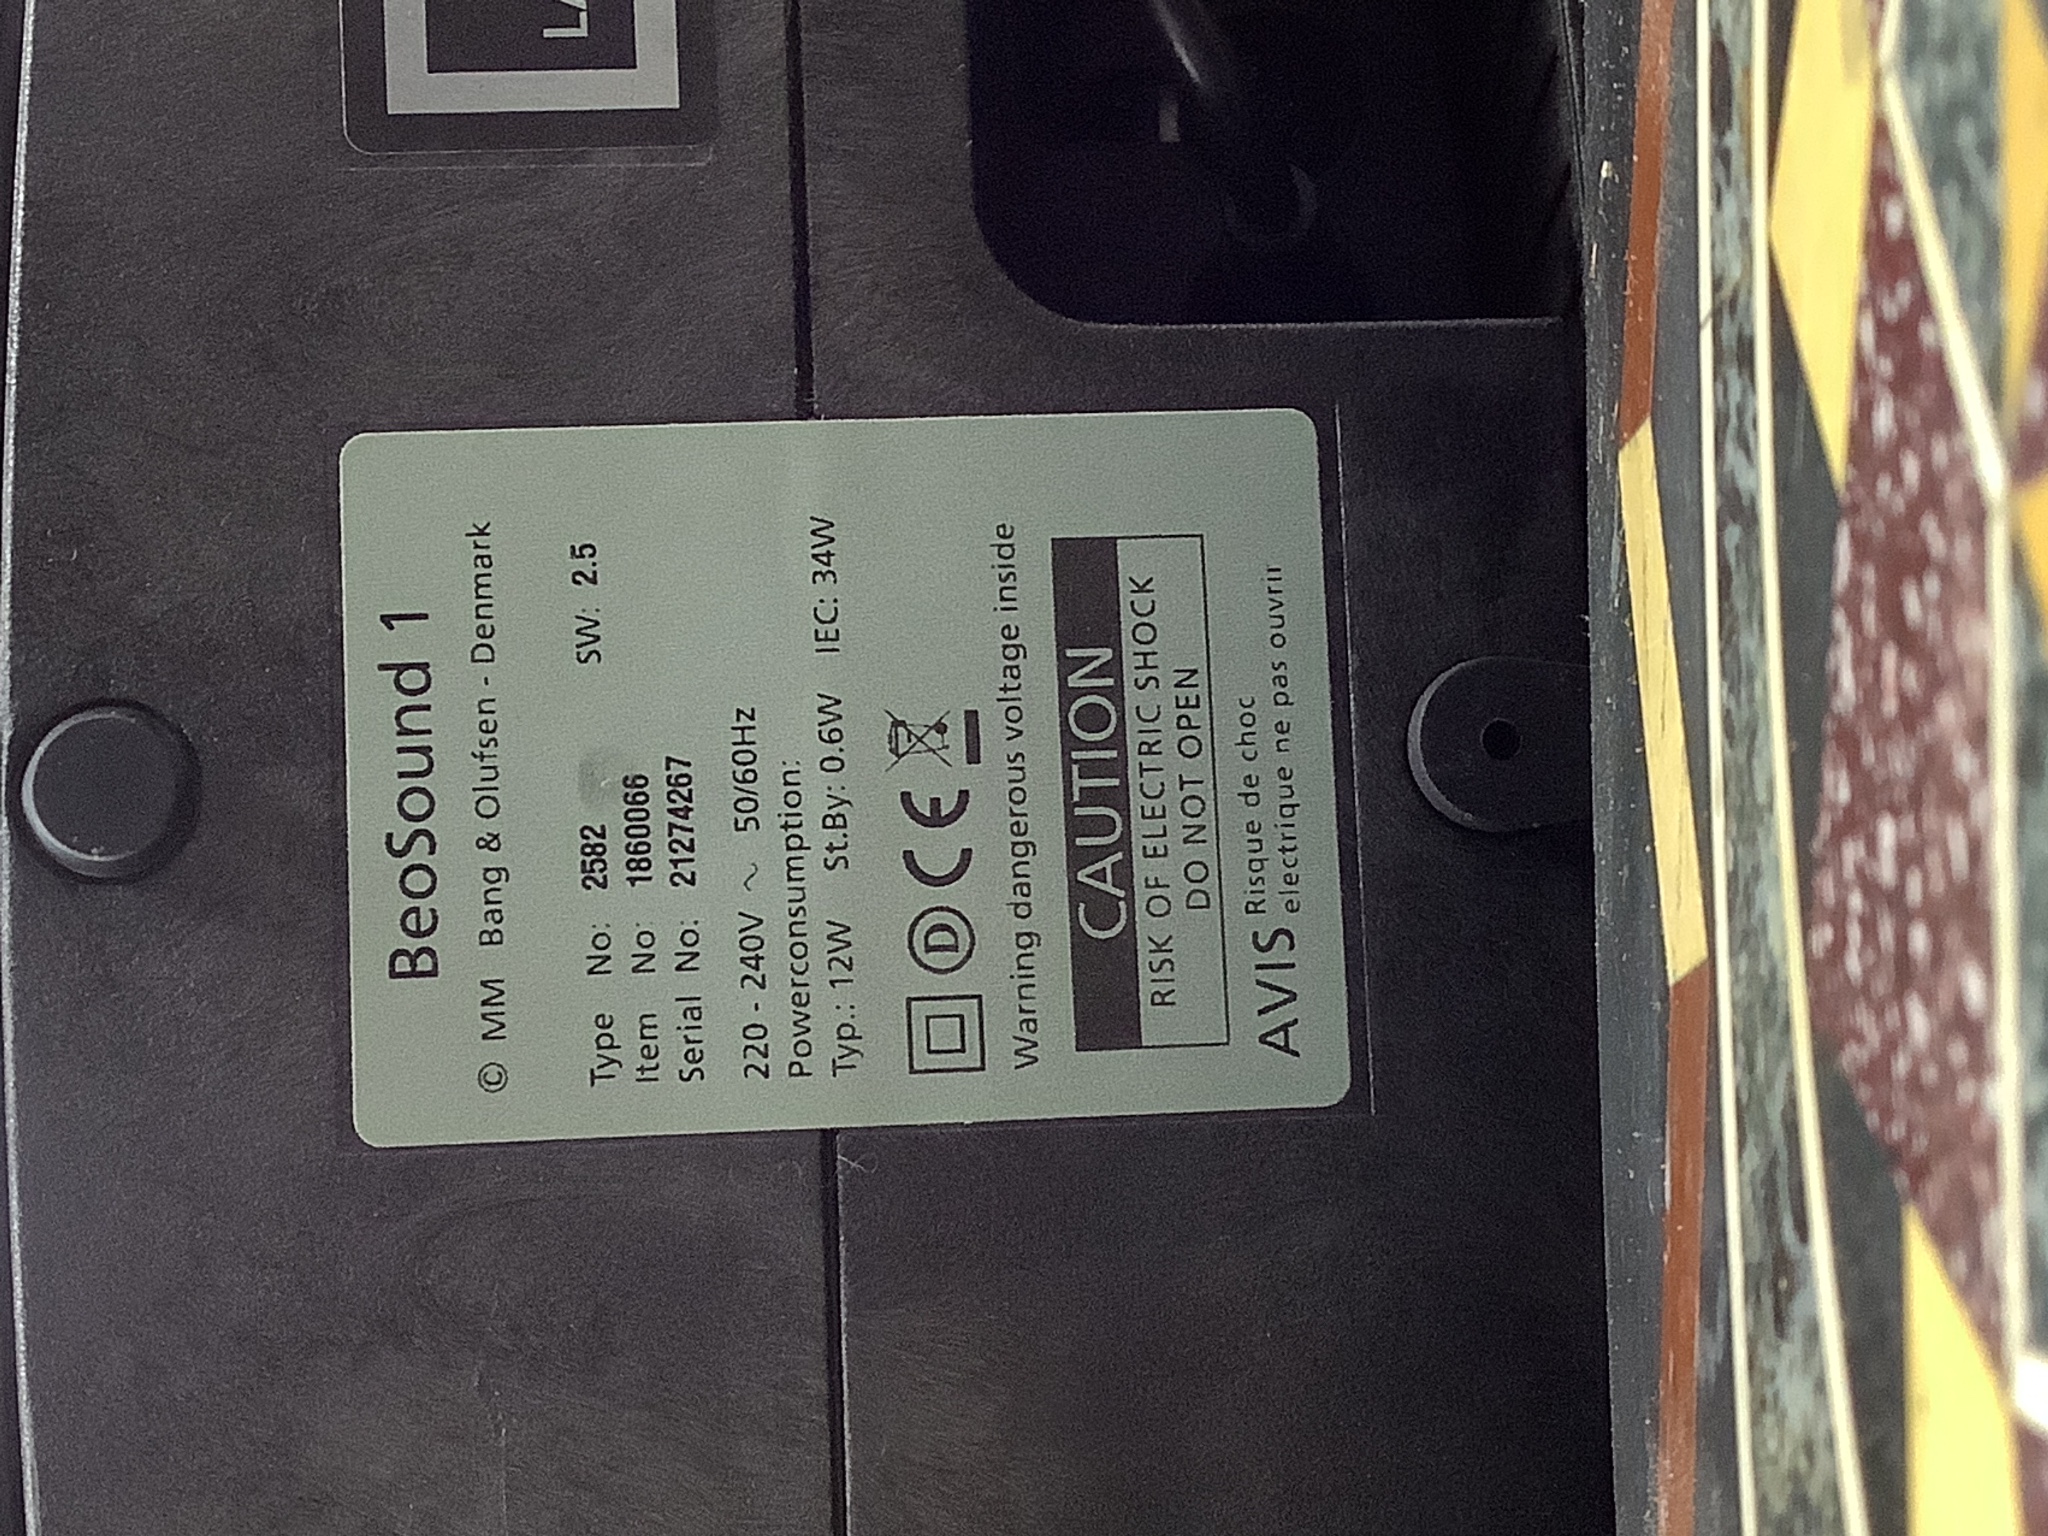 BeoSound 1
© MM Bang & Olufsen - Denmark
Type No: 2582 SW: 2.5
Item No: 1860066
Serial No: 21274267
220 - 240V ~ 50/60Hz
Powerconsumption:
Typ.: 12W St.By: 0.6W IEC: 34W
D CE
Warning dangerous voltage inside
CAUTION
RISK OF ELECTRIC SHOCK
DO NOT OPEN
AVIS Risque de choc
electrique ne pas ouvrir